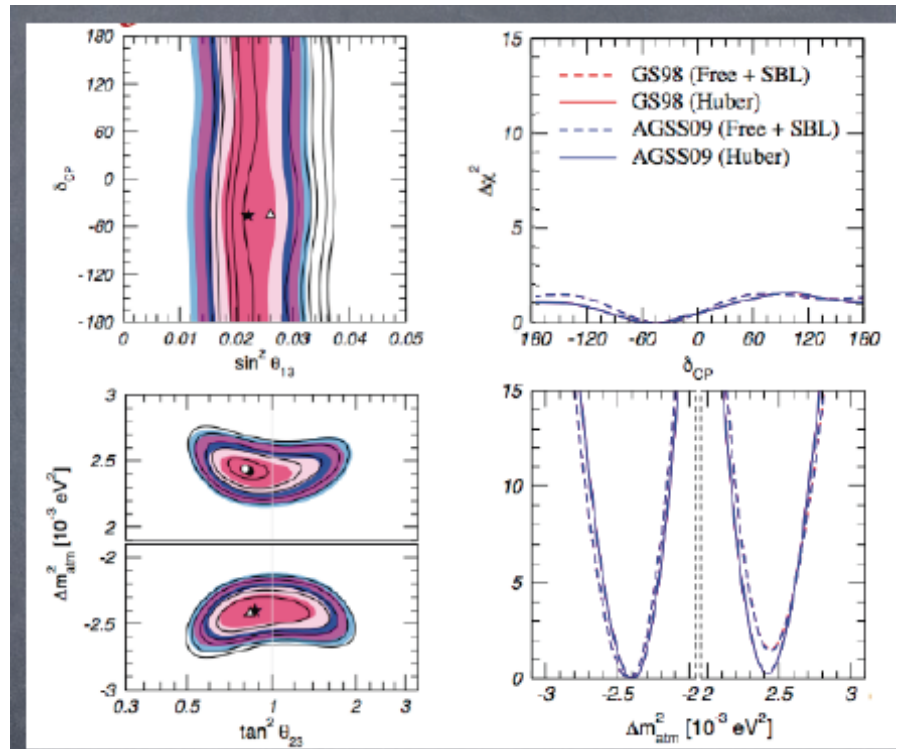 180
120
60
0
-60
-120
-180
δCP
0 0.01 0.02 0.03 0.04 0.05
sin² θ13
15
10
5
0
Δχ²
GS98 (Free + SBL)
GS98 (Huber)
AGSS09 (Free + SBL)
AGSS09 (Huber)
-180 -120 -60 0 60 120 180
δCP
3
2.5
2
-2
-2.5
-3
Δm²atm [10⁻³ eV²]
0.3 0.5 1 2 3
tan² θ23
15
10
5
0
-3 -2.5 -2 2 2.5 3
Δm²atm [10⁻³ eV²]